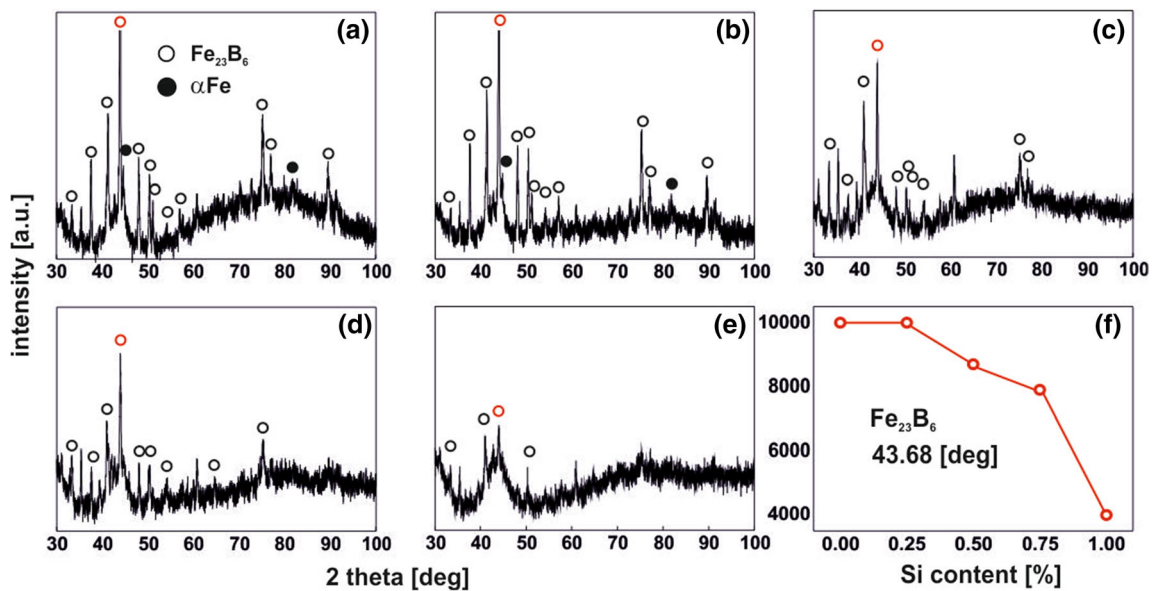 (a)
Fe23B6
αFe
30 40 50 60 70 80 90 100
(b)
30 40 50 60 70 80 90 100
(c)
30 40 50 60 70 80 90 100
intensity [a.u.]
(d)
30 40 50 60 70 80 90 100
(e)
30 40 50 60 70 80 90 100
2 theta [deg]
(f)
10000
8000
6000
4000
Fe23B6
43.68 [deg]
0.00 0.25 0.50 0.75 1.00
Si content [%]